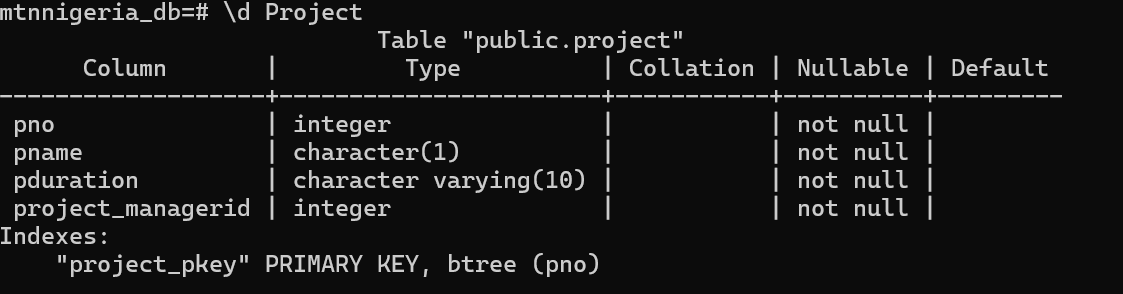 mtnnigeria_db=# \d Project
                           Table "public.project"
      Column       |         Type          | Collation | Nullable | Default
-------------------+-----------------------+-----------+----------+---------
 pno               | integer               |           | not null |
 pname             | character(1)          |           | not null |
 pduration         | character varying(10) |           | not null |
 project_managerid | integer               |           | not null |
Indexes:
    "project_pkey" PRIMARY KEY, btree (pno)